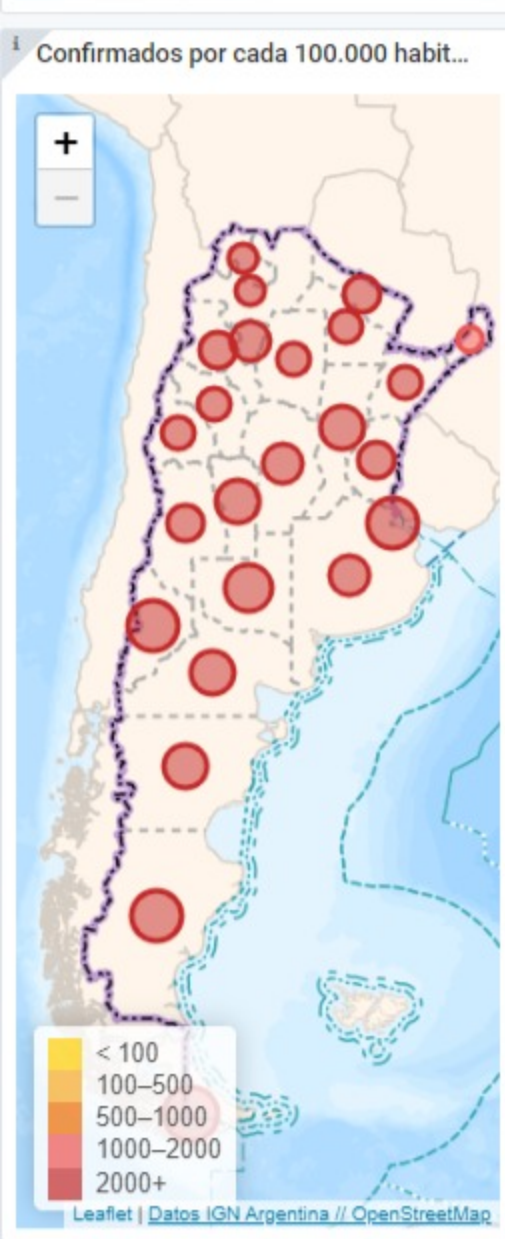 i
Confirmados por cada 100.000 habit...
+
−
< 100
100–500
500–1000
1000–2000
2000+
Leaflet | Datos IGN Argentina // OpenStreetMap